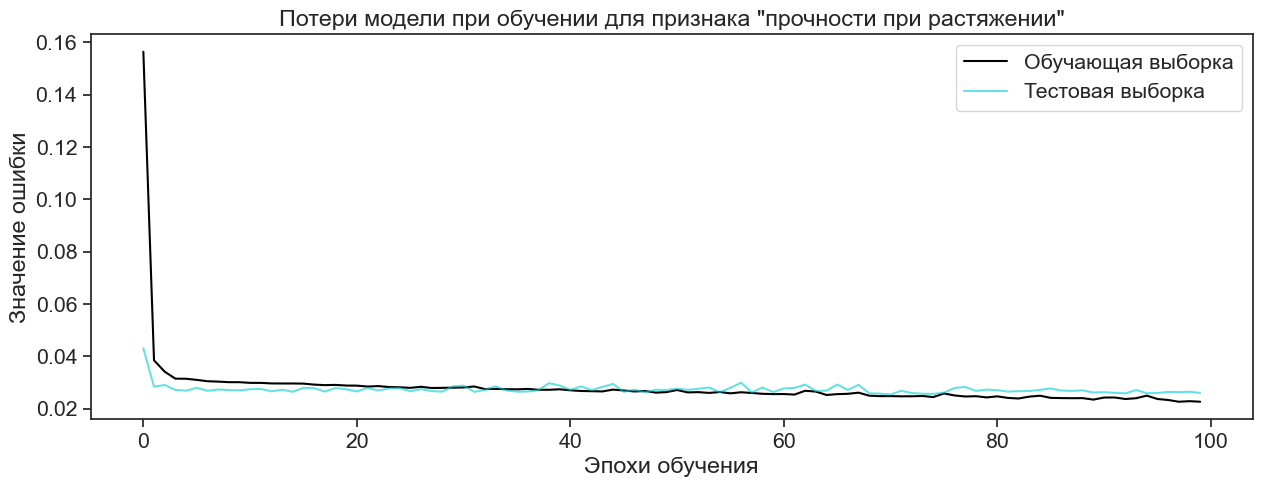 Потери модели при обучении для признака "прочности при растяжении"
Обучающая выборка
Тестовая выборка
Значение ошибки
0.16
0.14
0.12
0.10
0.08
0.06
0.04
0.02
0
20
40
60
80
100
Эпохи обучения